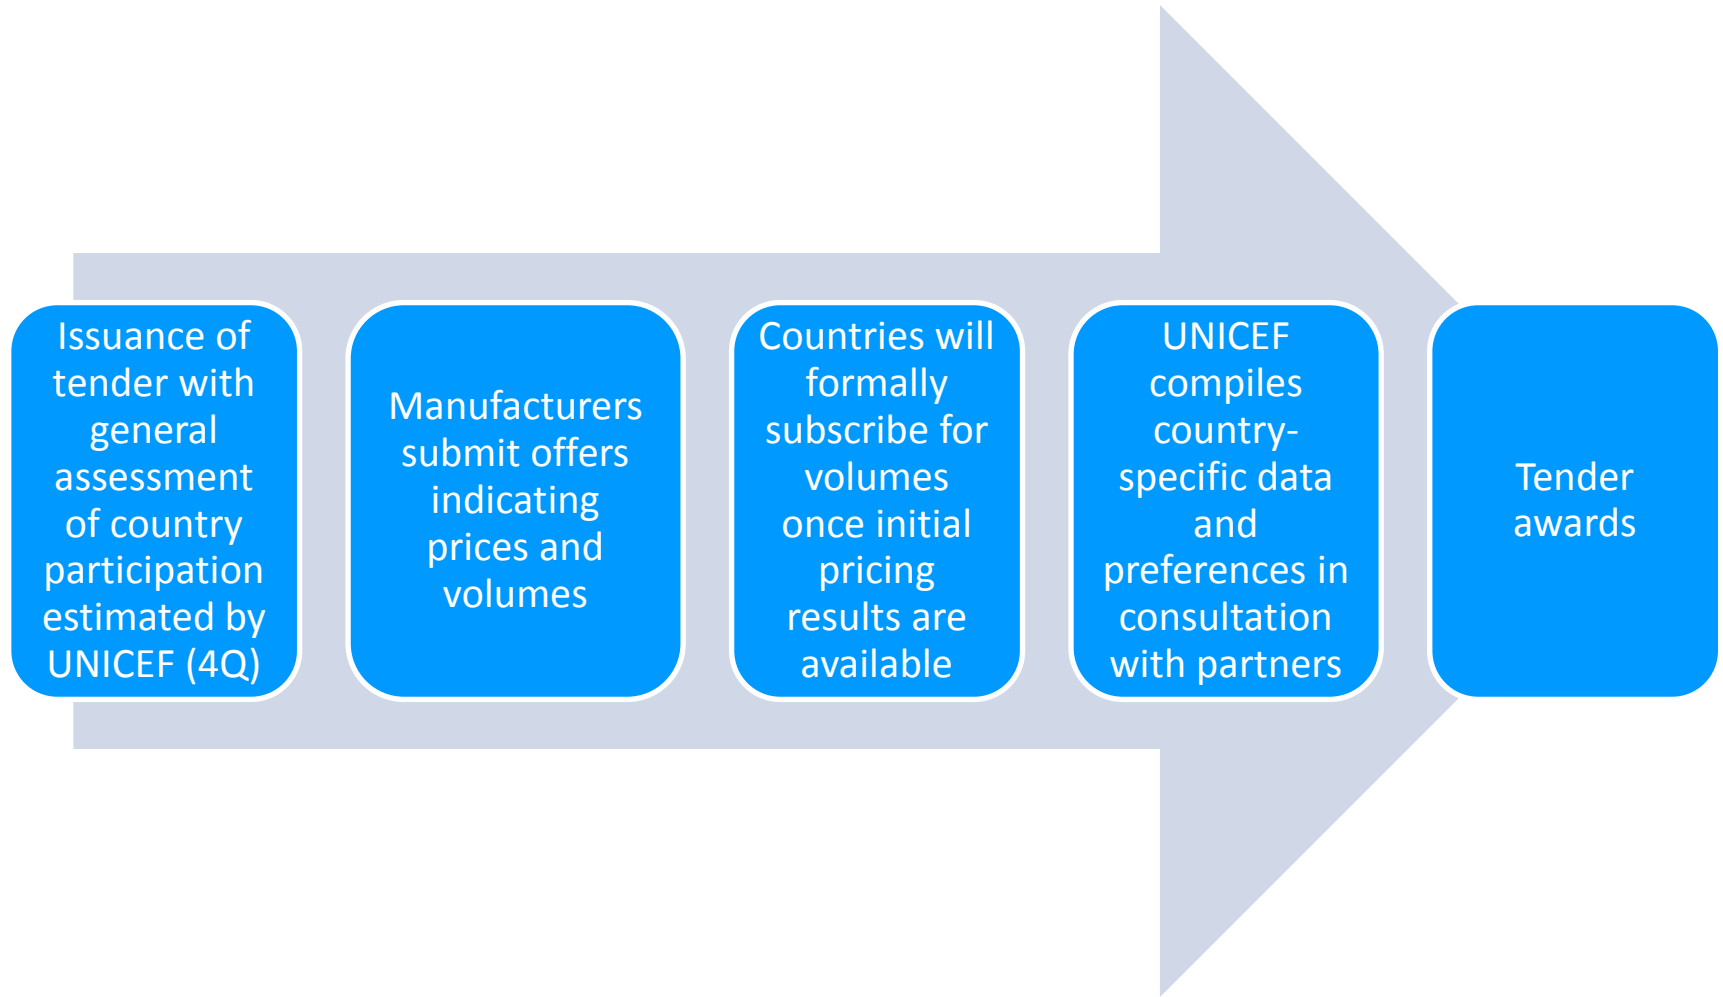 Issuance of
tender with
general
assessment
of country
participation
estimated by
UNICEF (4Q)
Manufacturers
submit offers
indicating
prices and
volumes
Countries will
formally
subscribe for
volumes
once initial
pricing
results are
available
UNICEF
compiles
country-
specific data
and
preferences in
consultation
with partners
Tender
awards